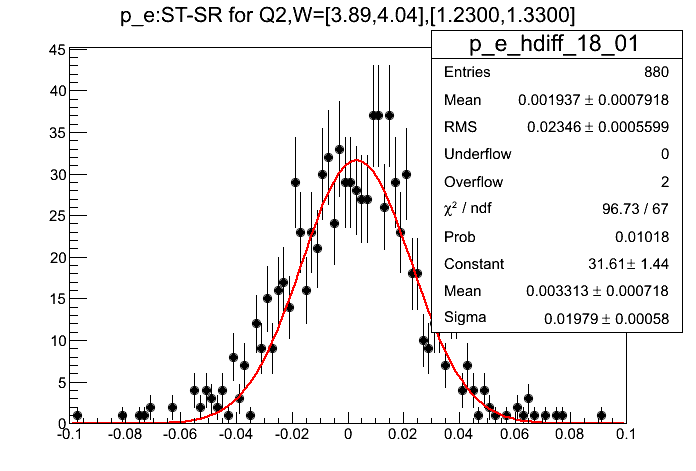 p_e:ST-SR for Q2,W=[3.89,4.04],[1.2300,1.3300]
p_e_hdiff_18_01
Entries 880
Mean 0.001937 ± 0.0007918
RMS 0.02346 ± 0.0005599
Underflow 0
Overflow 2
χ² / ndf 96.73 / 67
Prob 0.01018
Constant 31.61 ± 1.44
Mean 0.003313 ± 0.000718
Sigma 0.01979 ± 0.00058
45
40
35
30
25
20
15
10
5
0
-0.1 -0.08 -0.06 -0.04 -0.02 0 0.02 0.04 0.06 0.08 0.1